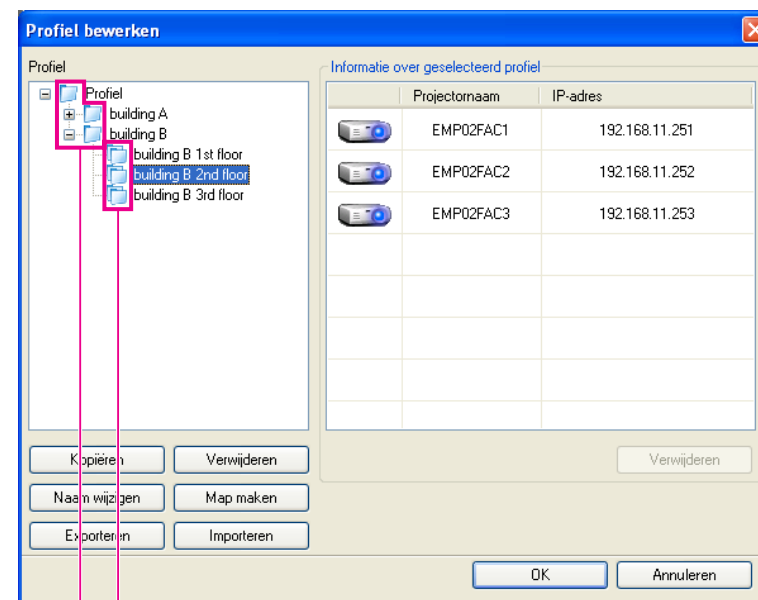 Profiel bewerken
Profiel
Informatie over geselecteerd profiel
Profiel
building A
building B
building B 1st floor
building B 2nd floor
building B 3rd floor
Projectornaam IP-adres
EMP02FAC1 192.168.11.251
EMP02FAC2 192.168.11.252
EMP02FAC3 192.168.11.253
Kopiëren Verwijderen
Verwijderen
Naam wijzigen Map maken
Exporteren Importeren
OK Annuleren